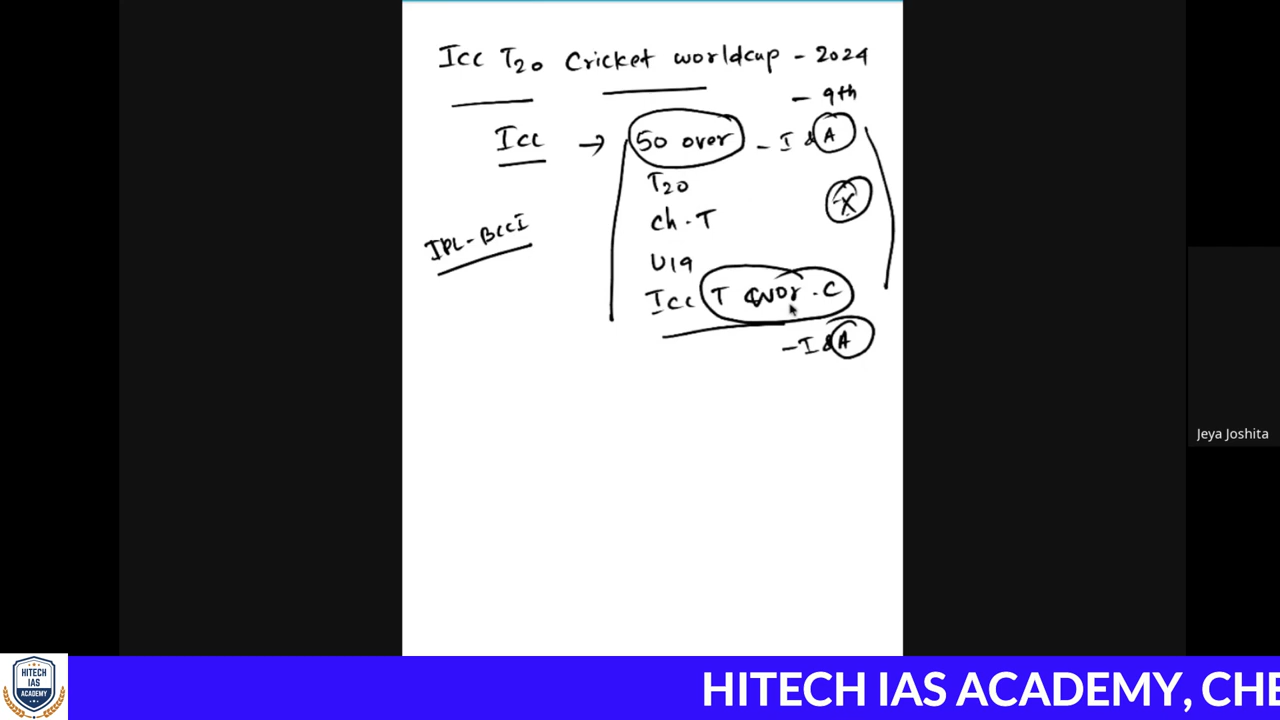 Icc T20 Cricket worldcup - 2024
- 9th
Icc → 50 over - I & A
T20
X
Ch - T
IPL - BCCI
U19
Icc T wor . C
- I & A
Jeya Joshita
HITECH
IAS
ACADEMY
HITECH IAS ACADEMY, CHE